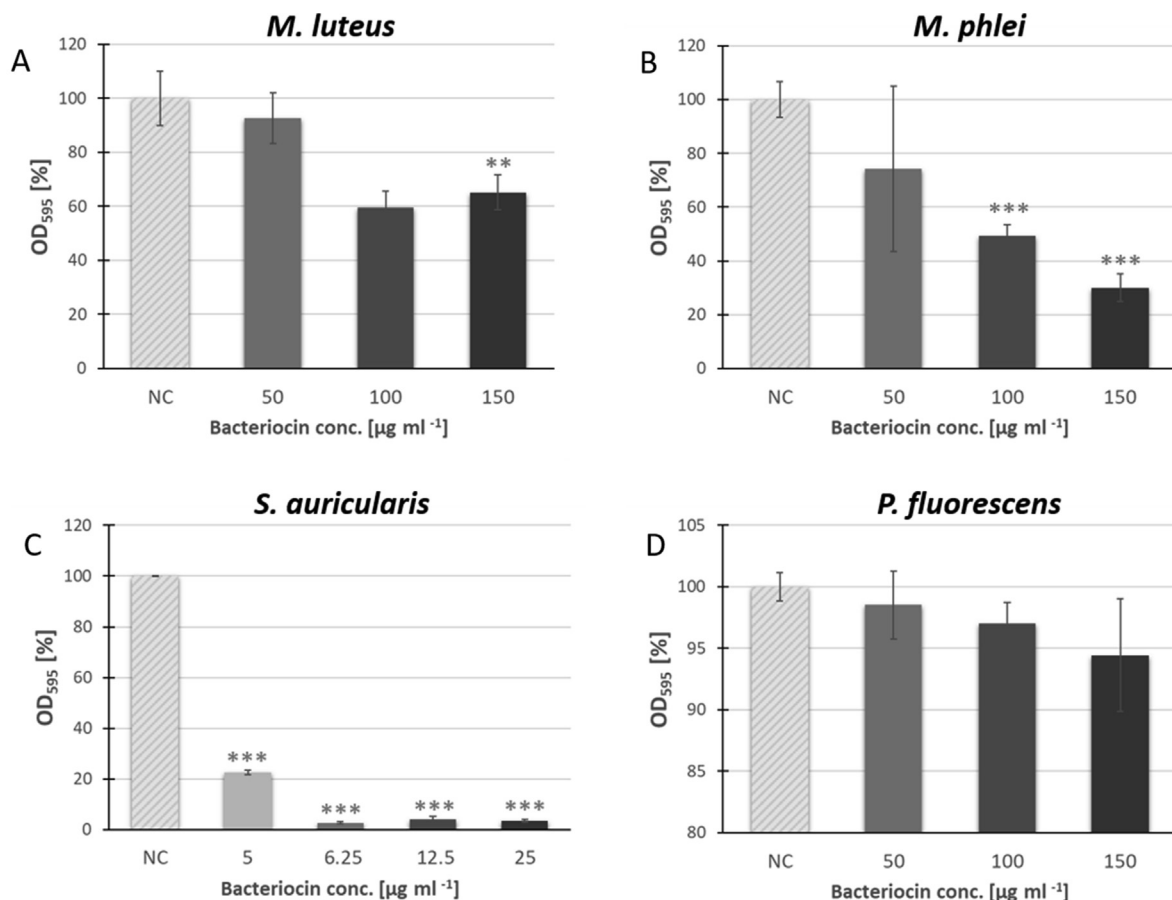 M. luteus
A
120
100
80
60
40
20
0
OD595 [%]
**
NC 50 100 150
Bacteriocin conc. [µg ml -1]
M. phlei
B
120
100
80
60
40
20
0
OD595 [%]
***
***
NC 50 100 150
Bacteriocin conc. [µg ml -1]
S. auricularis
C
120
100
80
60
40
20
0
OD595 [%]
*** *** *** ***
NC 5 6.25 12.5 25
Bacteriocin conc. [µg ml -1]
P. fluorescens
D
105
100
95
90
85
80
OD595 [%]
NC 50 100 150
Bacteriocin conc. [µg ml -1]